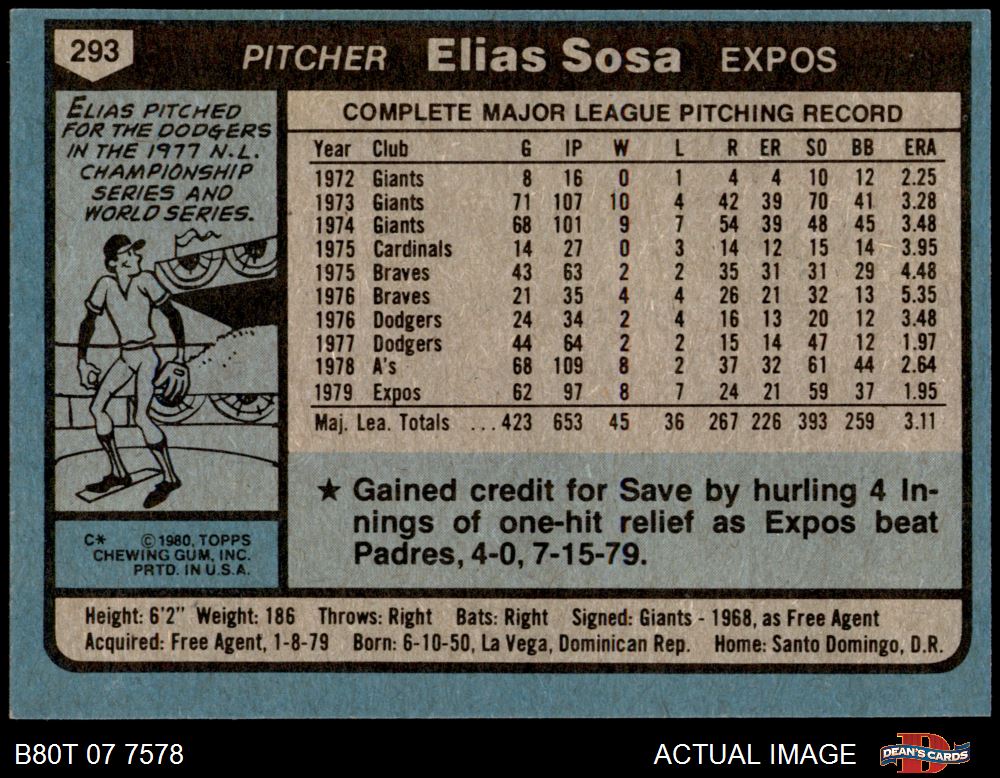 293
PITCHER Elias Sosa EXPOS
ELIAS PITCHED
FOR THE DODGERS
IN THE 1977 N.L.
CHAMPIONSHIP
SERIES AND
WORLD SERIES.
COMPLETE MAJOR LEAGUE PITCHING RECORD
Year Club G IP W L R ER SO BB ERA
1972 Giants 8 16 0 1 4 4 10 12 2.25
1973 Giants 71 107 10 4 42 39 70 41 3.28
1974 Giants 68 101 9 7 54 39 48 45 3.48
1975 Cardinals 14 27 0 3 14 12 15 14 3.95
1975 Braves 43 63 2 2 35 31 31 29 4.48
1976 Braves 21 35 4 4 26 21 32 13 5.35
1976 Dodgers 24 34 2 4 16 13 20 12 3.48
1977 Dodgers 44 64 2 2 15 14 47 12 1.97
1978 A's 68 109 8 2 37 32 61 44 2.64
1979 Expos 62 97 8 7 24 21 59 37 1.95
Maj. Lea. Totals ...423 653 45 36 267 226 393 259 3.11
★ Gained credit for Save by hurling 4 In-
nings of one-hit relief as Expos beat
Padres, 4-0, 7-15-79.
C* ©1980, TOPPS
CHEWING GUM, INC.
PRTD. IN U.S.A.
Height: 6'2" Weight: 186 Throws: Right Bats: Right Signed: Giants - 1968, as Free Agent
Acquired: Free Agent, 1-8-79 Born: 6-10-50, La Vega, Dominican Rep. Home: Santo Domingo, D.R.
B80T 07 7578 ACTUAL IMAGE DEAN'S CARDS